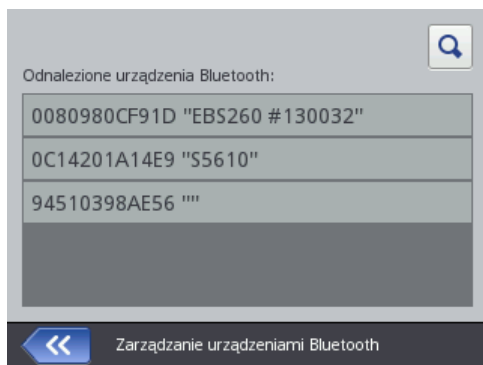 Odnalezione urządzenia Bluetooth:
0080980CF91D "EBS260 #130032"
0C14201A14E9 "S5610"
94510398AE56 ""
Zarządzanie urządzeniami Bluetooth